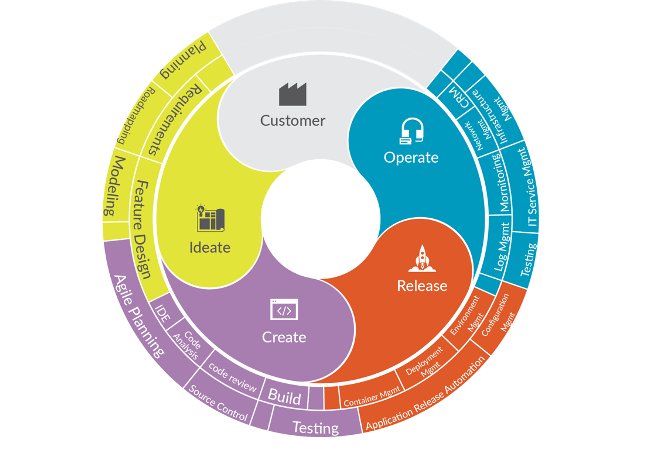 Customer
Operate
Release
Create
</>
Ideate
Planning
Roadmapping
Requirements
Modeling
Feature Design
Agile Planning
IDE
Code
Analysis
code review
Source Control
Build
Testing
Container Mgmt
Deployment
Mgmt
Application Release Automation
Environment
Mgmt
Configuration
Mgmt
Testing
Log Mgmt
IT Service Mgmt
Mornitoring
Network
Mgmt
Infrastructure
Mgmt
CRM